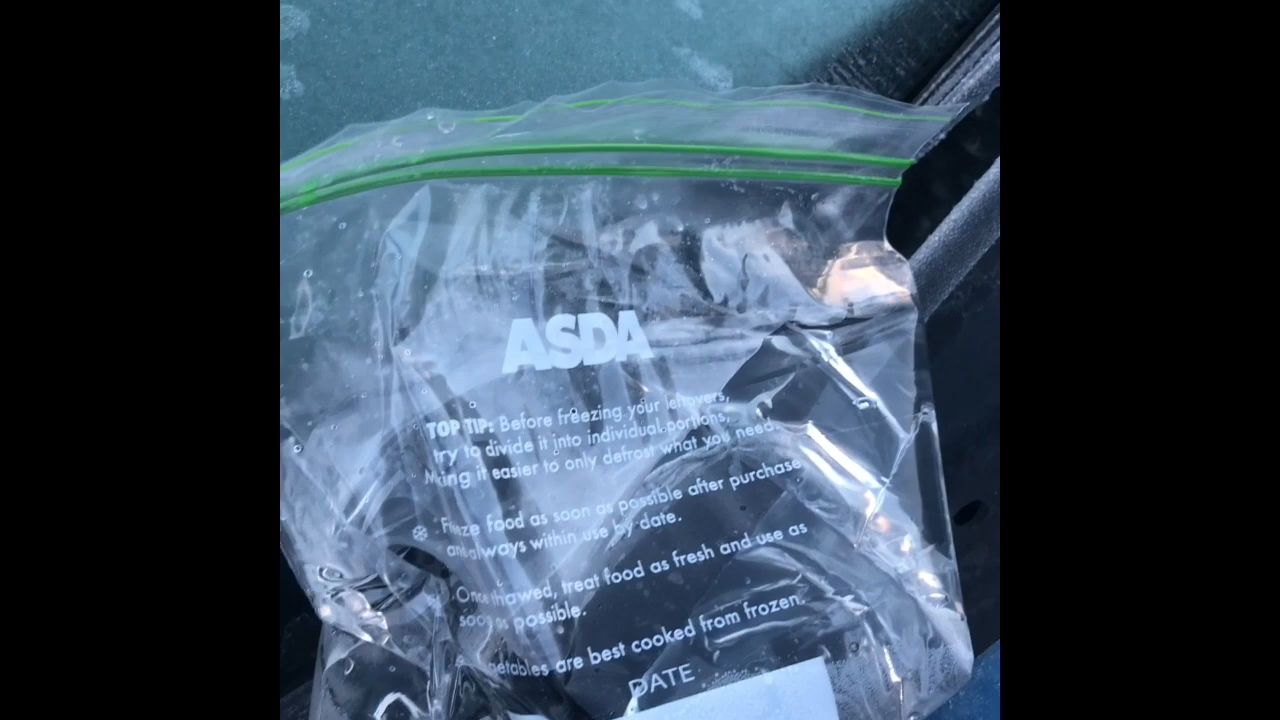 ASDA
TOP TIP: Before freezing your leftovers,
try to divide it into individual portions,
Making it easier to only defrost what you need.
Freeze food as soon as possible after purchase
and always within use by date.
Once thawed, treat food as fresh and use as
soon as possible.
Vegetables are best cooked from frozen.
DATE